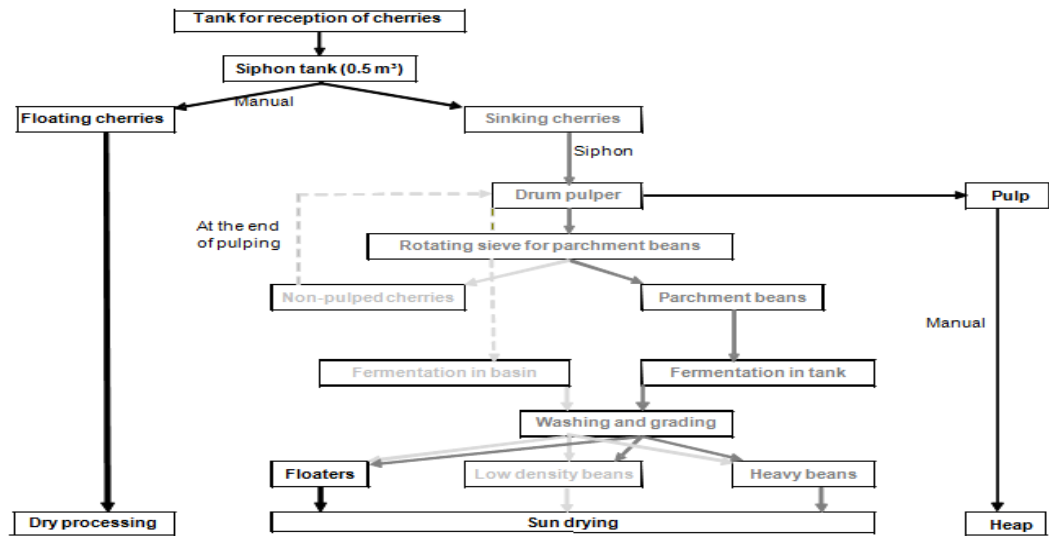 Tank for reception of cherries
Siphon tank (0.5 m³)
Manual
Floating cherries
Sinking cherries
Siphon
Drum pulper
Pulp
At the end
of pulping
Rotating sieve for parchment beans
Non-pulped cherries
Parchment beans
Manual
Fermentation in basin
Fermentation in tank
Washing and grading
Floaters
Low density beans
Heavy beans
Dry processing
Sun drying
Heap